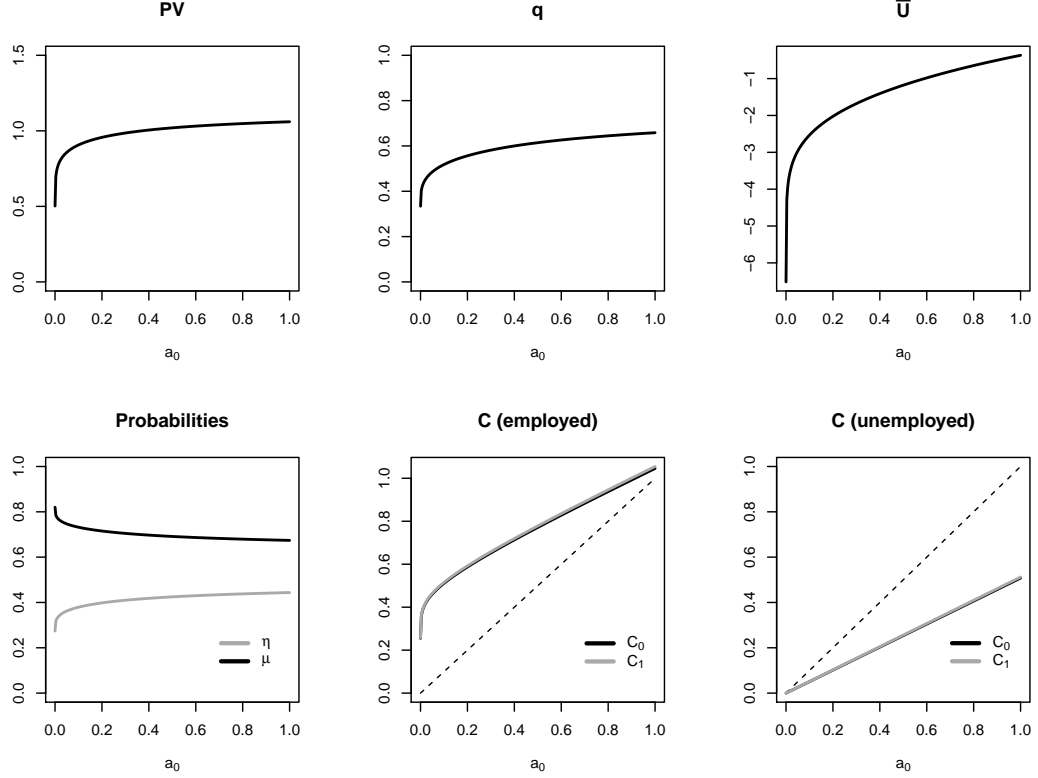 PV
0.0 0.5 1.0 1.5
0.0 0.2 0.4 0.6 0.8 1.0
a₀
q
0.0 0.2 0.4 0.6 0.8 1.0
0.0 0.2 0.4 0.6 0.8 1.0
a₀
U̅
−6 −5 −4 −3 −2 −1
0.0 0.2 0.4 0.6 0.8 1.0
a₀
Probabilities
0.0 0.2 0.4 0.6 0.8 1.0
η
μ
0.0 0.2 0.4 0.6 0.8 1.0
a₀
C (employed)
0.0 0.2 0.4 0.6 0.8 1.0
C₀
C₁
0.0 0.2 0.4 0.6 0.8 1.0
a₀
C (unemployed)
0.0 0.2 0.4 0.6 0.8 1.0
C₀
C₁
0.0 0.2 0.4 0.6 0.8 1.0
a₀